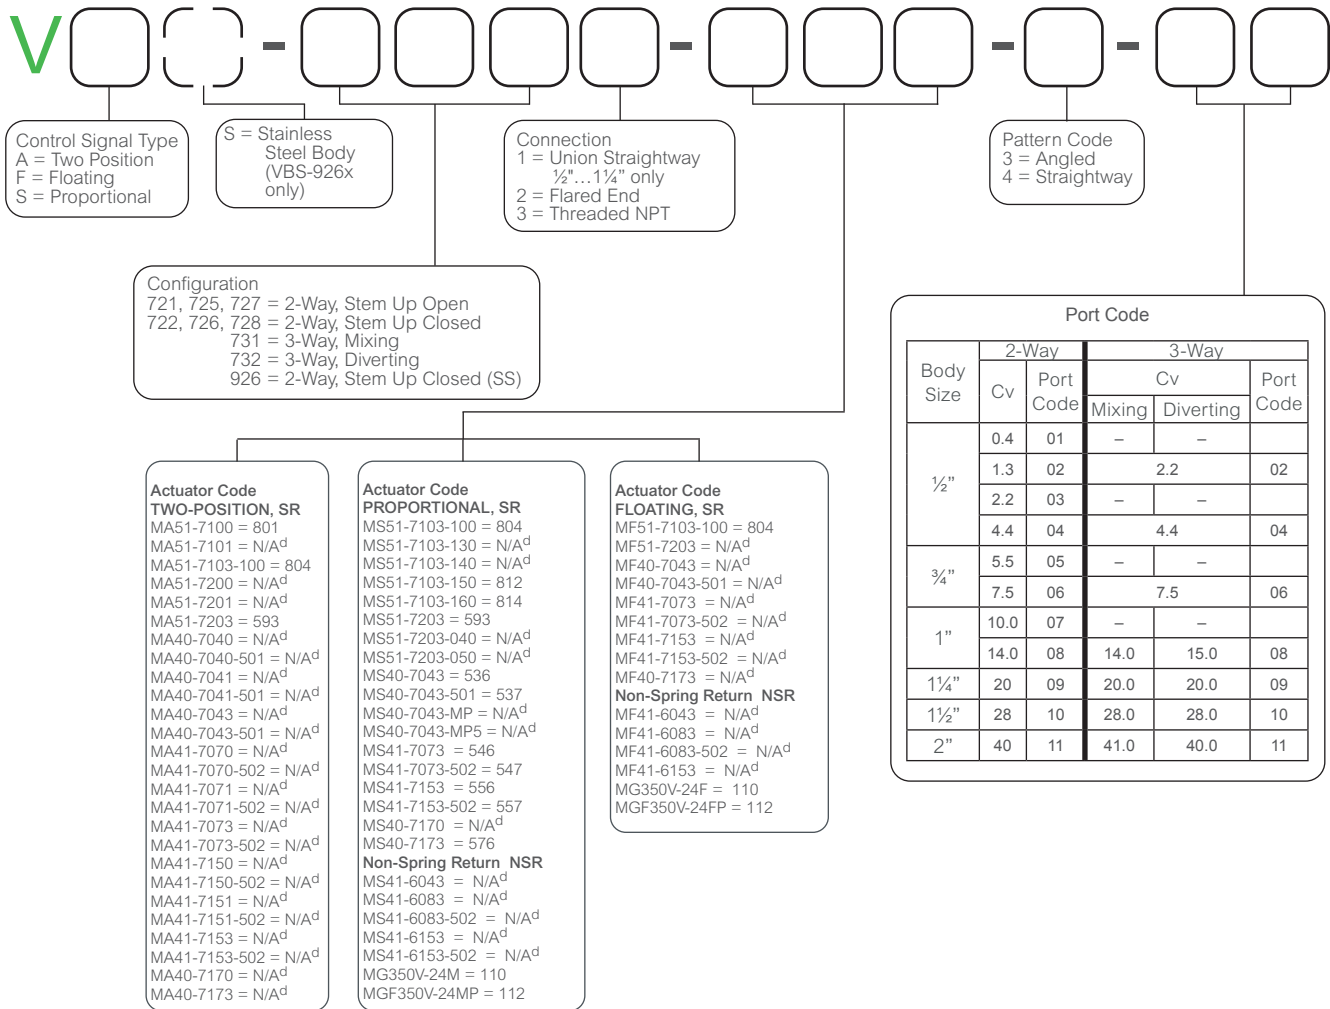 V
Control Signal Type
A = Two Position
F = Floating
S = Proportional
S = Stainless
Steel Body
(VBS-926x
only)
Connection
1 = Union Straightway
½"…1¼” only
2 = Flared End
3 = Threaded NPT
Pattern Code
3 = Angled
4 = Straightway
Configuration
721, 725, 727 = 2-Way, Stem Up Open
722, 726, 728 = 2-Way, Stem Up Closed
731 = 3-Way, Mixing
732 = 3-Way, Diverting
926 = 2-Way, Stem Up Closed (SS)
Actuator Code
TWO-POSITION, SR
MA51-7100 = 801
MA51-7101 = N/Ad
MA51-7103-100 = 804
MA51-7200 = N/Ad
MA51-7201 = N/Ad
MA51-7203 = 593
MA40-7040 = N/Ad
MA40-7040-501 = N/Ad
MA40-7041 = N/Ad
MA40-7041-501 = N/Ad
MA40-7043 = N/Ad
MA40-7043-501 = N/Ad
MA41-7070 = N/Ad
MA41-7070-502 = N/Ad
MA41-7071 = N/Ad
MA41-7071-502 = N/Ad
MA41-7073 = N/Ad
MA41-7073-502 = N/Ad
MA41-7150 = N/Ad
MA41-7150-502 = N/Ad
MA41-7151 = N/Ad
MA41-7151-502 = N/Ad
MA41-7153 = N/Ad
MA41-7153-502 = N/Ad
MA40-7170 = N/Ad
MA40-7173 = N/Ad
Actuator Code
PROPORTIONAL, SR
MS51-7103-100 = 804
MS51-7103-130 = N/Ad
MS51-7103-140 = N/Ad
MS51-7103-150 = 812
MS51-7103-160 = 814
MS51-7203 = 593
MS51-7203-040 = N/Ad
MS51-7203-050 = N/Ad
MS40-7043 = 536
MS40-7043-501 = 537
MS40-7043-MP = N/Ad
MS40-7043-MP5 = N/Ad
MS41-7073 = 546
MS41-7073-502 = 547
MS41-7153 = 556
MS41-7153-502 = 557
MS40-7170 = N/Ad
MS40-7173 = 576
Non-Spring Return NSR
MS41-6043 = N/Ad
MS41-6083 = N/Ad
MS41-6083-502 = N/Ad
MS41-6153 = N/Ad
MS41-6153-502 = N/Ad
MG350V-24M = 110
MGF350V-24MP = 112
Actuator Code
FLOATING, SR
MF51-7103-100 = 804
MF51-7203 = N/Ad
MF40-7043 = N/Ad
MF40-7043-501 = N/Ad
MF41-7073 = N/Ad
MF41-7073-502 = N/Ad
MF41-7153 = N/Ad
MF41-7153-502 = N/Ad
MF40-7173 = N/Ad
Non-Spring Return NSR
MF41-6043 = N/Ad
MF41-6083 = N/Ad
MF41-6083-502 = N/Ad
MF41-6153 = N/Ad
MG350V-24F = 110
MGF350V-24FP = 112
Port Code
Body Size 2-Way 3-Way
Cv Port Code Cv Port Code
Mixing Diverting
½” 0.4 01 – –
1.3 02 2.2 02
2.2 03 – –
4.4 04 4.4 04
¾” 5.5 05 – –
7.5 06 7.5 06
1” 10.0 07 – –
14.0 08 14.0 15.0 08
1¼” 20 09 20.0 20.0 09
1½” 28 10 28.0 28.0 10
2” 40 11 41.0 40.0 11